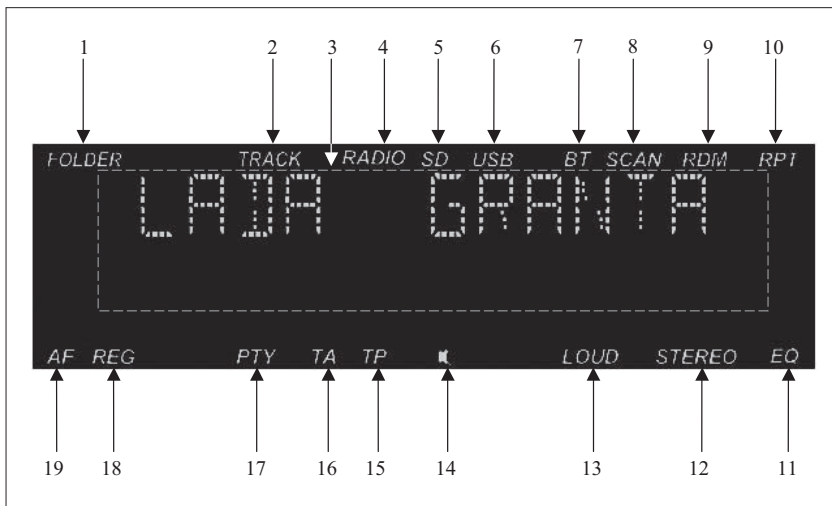 1 2 3 4 5 6 7 8 9 10
FOLDER TRACK RADIO SD USB BT SCAN RDM RPT
LADA GRANTA
AF REG PTY TA TP LOUD STEREO EQ
19 18 17 16 15 14 13 12 11